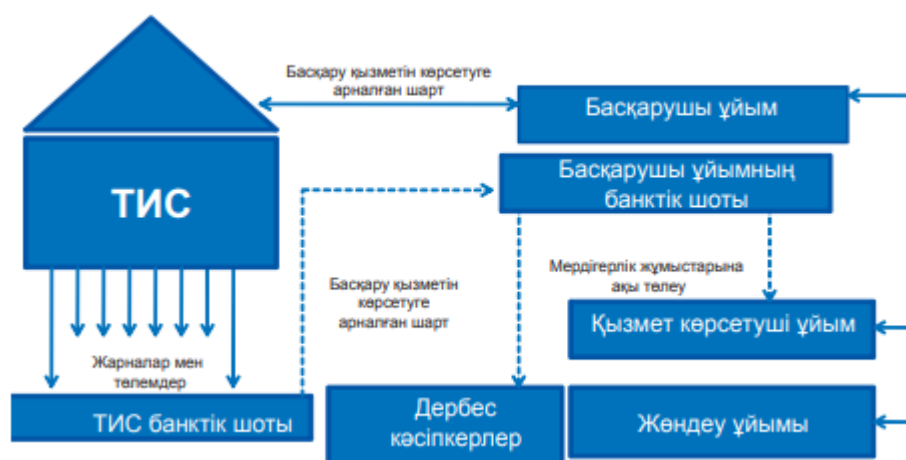 Басқару қызметін көрсетуге
арналған шарт
Басқарушы ұйым
ТИС
Басқарушы ұйымның
банктік шоты
Басқару қызметін
көрсетуге
арналған шарт
Мердігерлік жұмыстарына
ақы төлеу
Қызмет көрсетуші ұйым
Жарналар мен
төлемдер
ТИС банктік шоты
Дербес
кәсіпкерлер
Жөндеу ұйымы